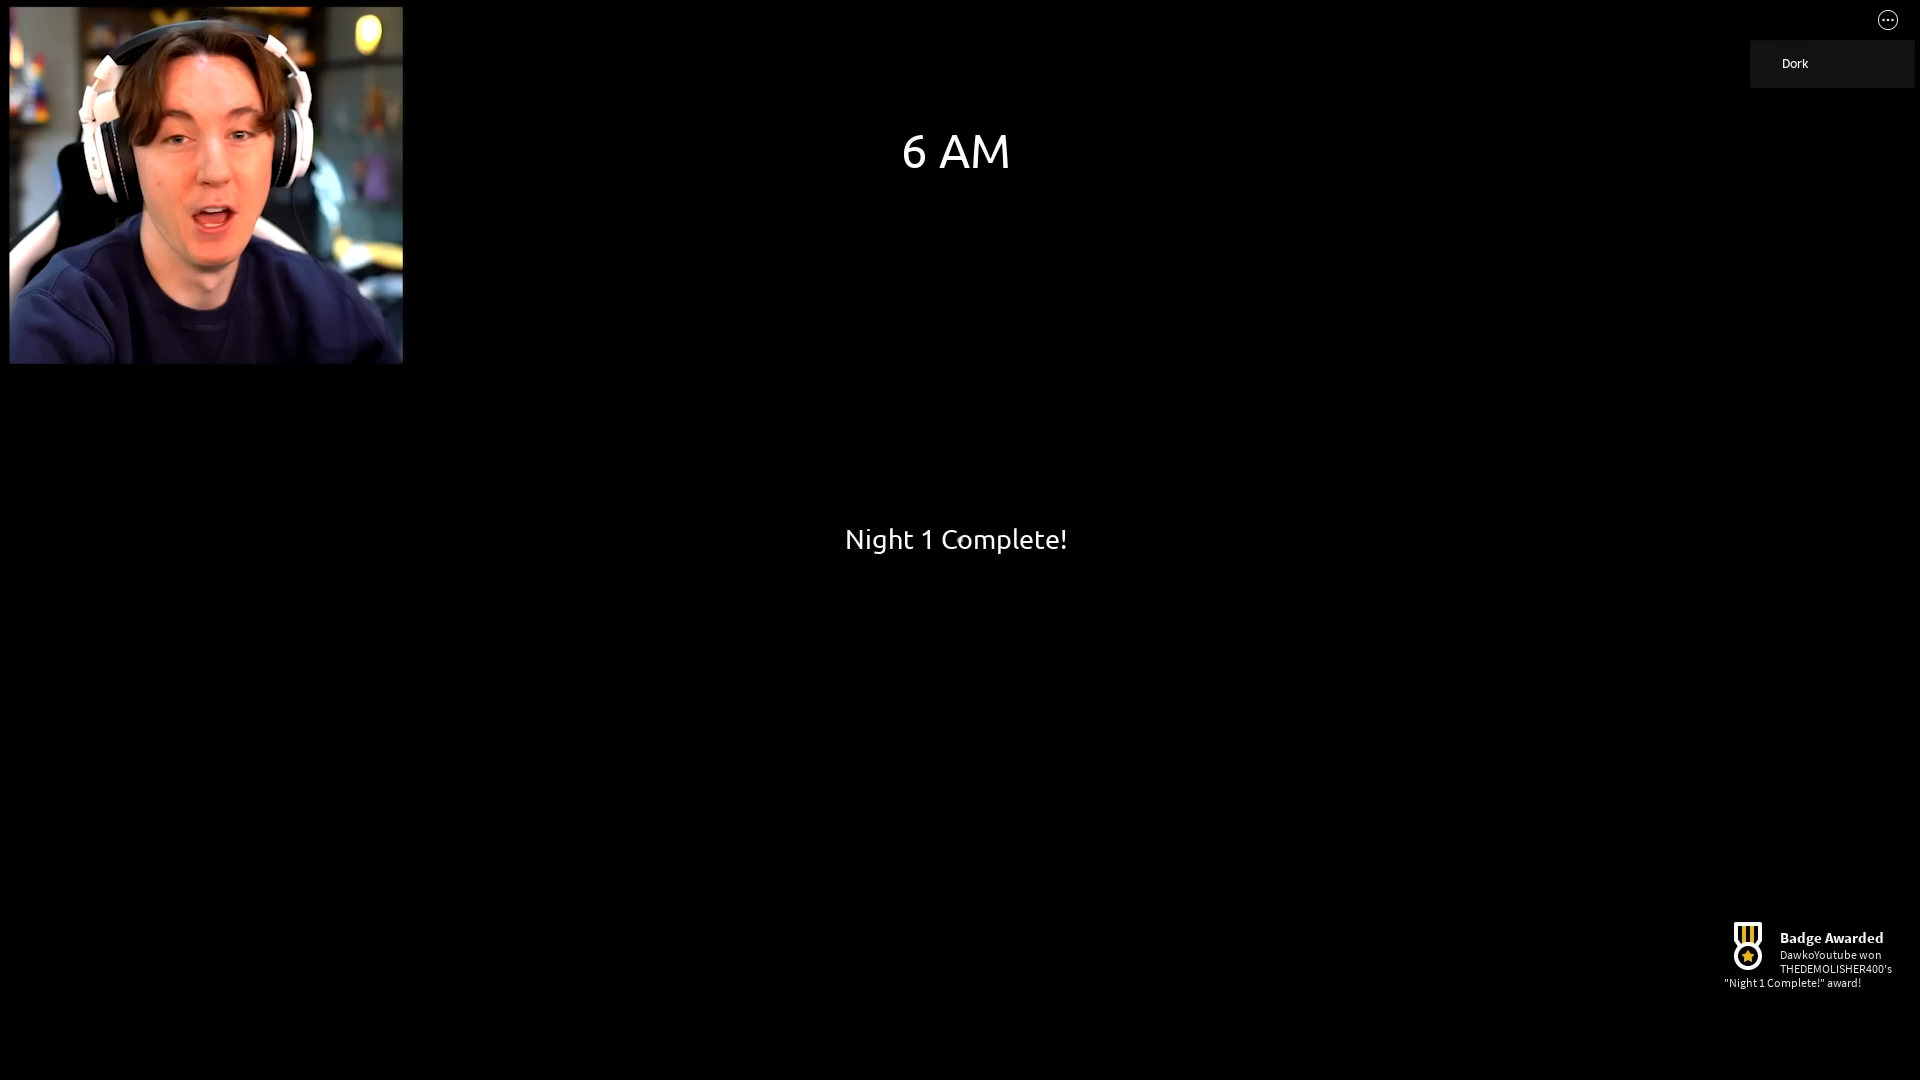 Dork
6 AM
Night 1 Complete!
Badge Awarded
DawkoYoutube won
THEDEMOLISHER400's
"Night 1 Complete!" award!